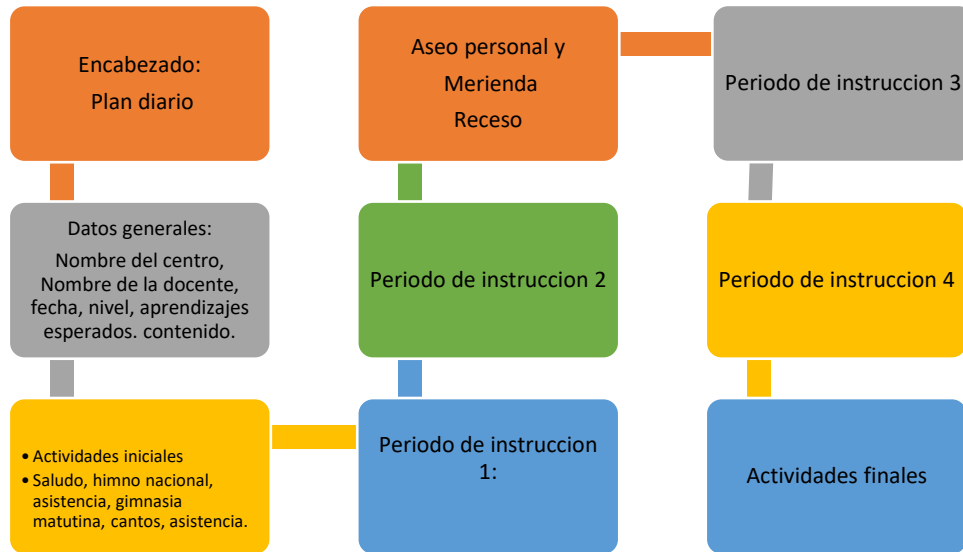 Encabezado:
Plan diario
Datos generales:
Nombre del centro,
Nombre de la docente,
fecha, nivel, aprendizajes
esperados. contenido.
• Actividades iniciales
• Saludo, himno nacional,
asistencia, gimnasia
matutina, cantos, asistencia.
Periodo de instruccion
1:
Periodo de instruccion 2
Aseo personal y
Merienda
Receso
Periodo de instruccion 3
Periodo de instruccion 4
Actividades finales